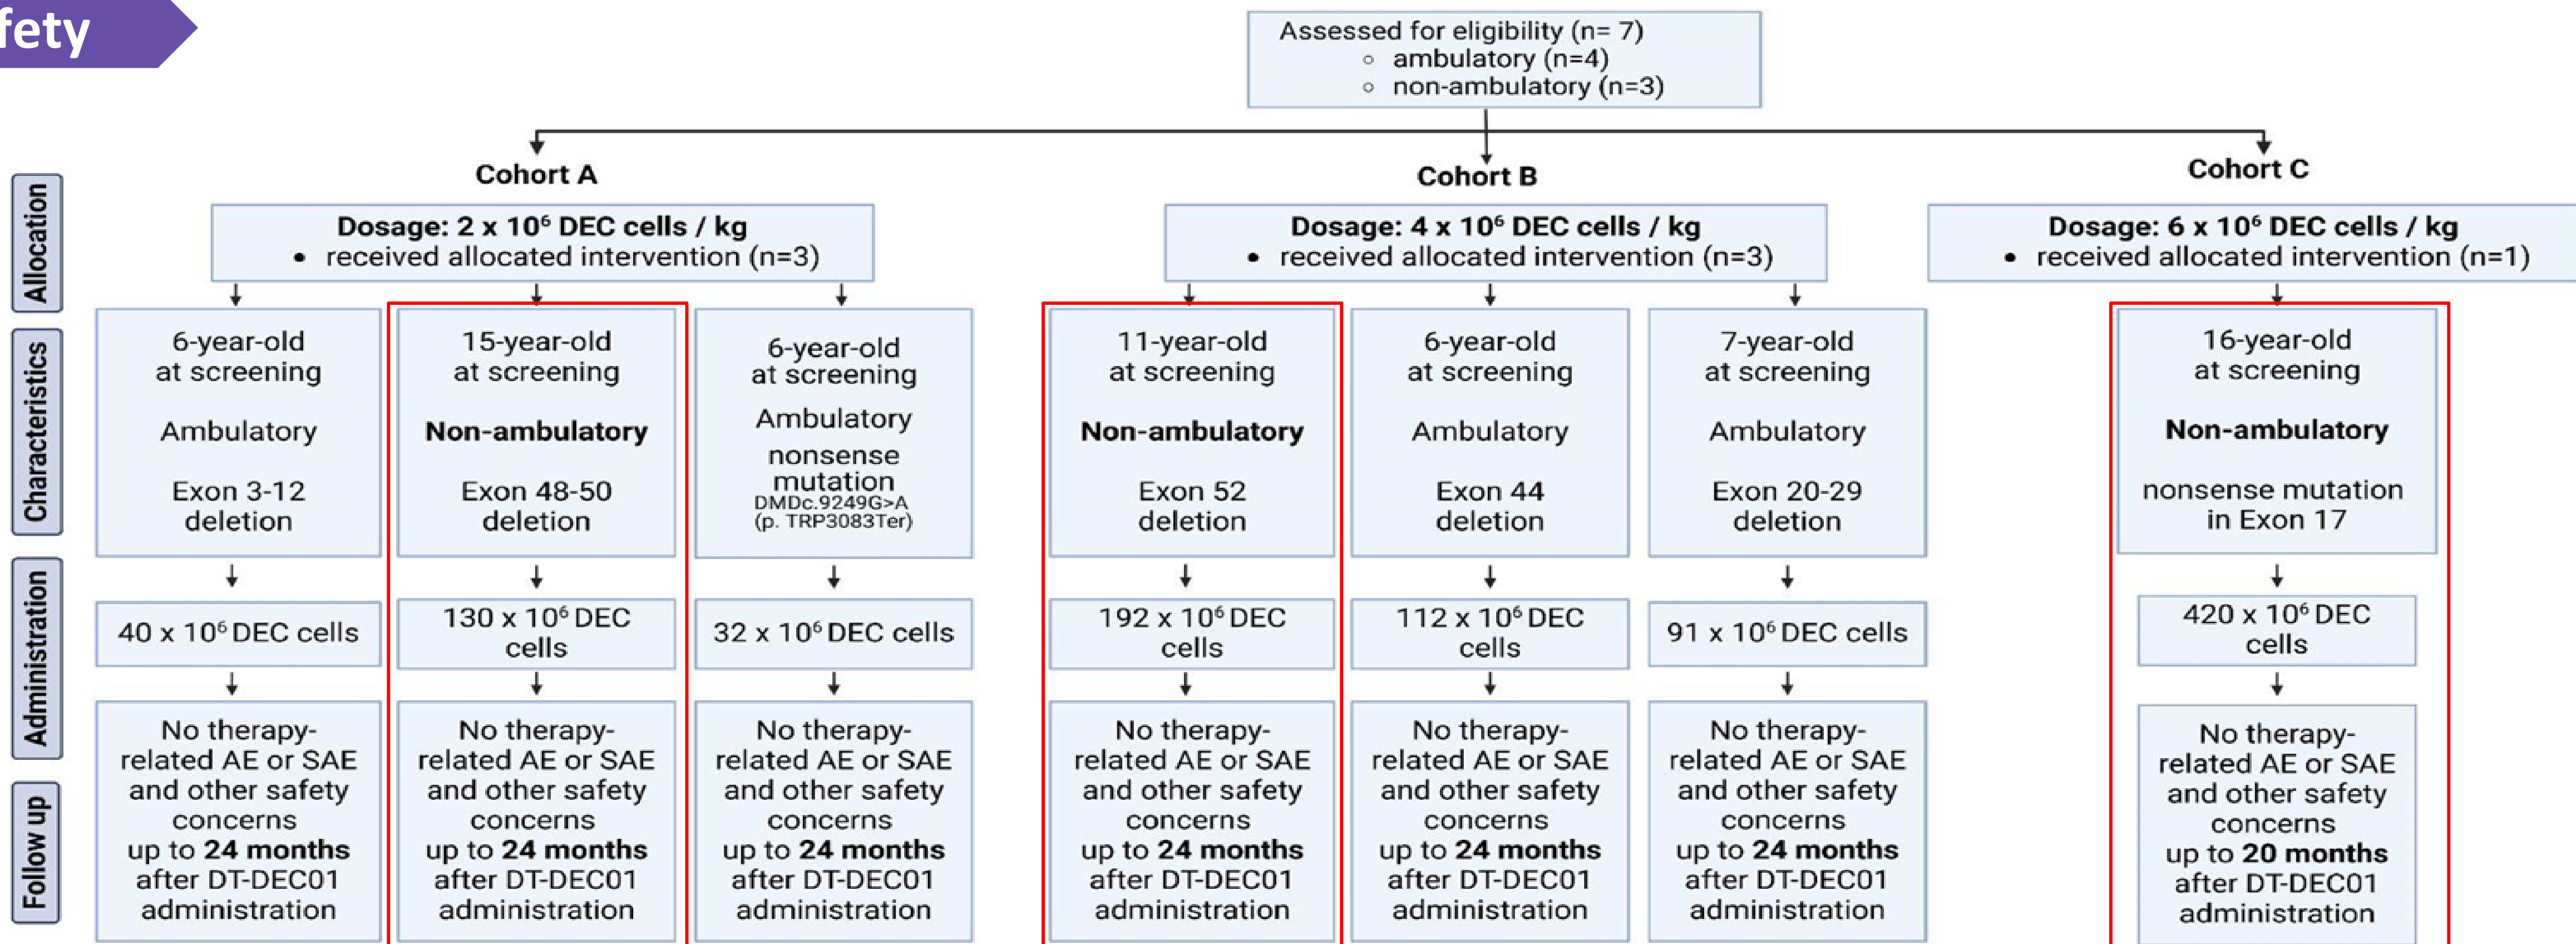 fety
Assessed for eligibility (n= 7)
○ ambulatory (n=4)
○ non-ambulatory (n=3)
Allocation
Cohort A
Dosage: 2 x 10⁶ DEC cells / kg
• received allocated intervention (n=3)
Cohort B
Dosage: 4 x 10⁶ DEC cells / kg
• received allocated intervention (n=3)
Cohort C
Dosage: 6 x 10⁶ DEC cells / kg
• received allocated intervention (n=1)
Characteristics
6-year-old
at screening
Ambulatory
Exon 3-12
deletion
15-year-old
at screening
Non-ambulatory
Exon 48-50
deletion
6-year-old
at screening
Ambulatory
nonsense
mutation
DMDc.9249G>A
(p. TRP3083Ter)
11-year-old
at screening
Non-ambulatory
Exon 52
deletion
6-year-old
at screening
Ambulatory
Exon 44
deletion
7-year-old
at screening
Ambulatory
Exon 20-29
deletion
16-year-old
at screening
Non-ambulatory
nonsense mutation
in Exon 17
Administration
40 x 10⁶ DEC cells
130 x 10⁶ DEC
cells
32 x 10⁶ DEC cells
192 x 10⁶ DEC
cells
112 x 10⁶ DEC
cells
91 x 10⁶ DEC cells
420 x 10⁶ DEC
cells
Follow up
No therapy-
related AE or SAE
and other safety
concerns
up to 24 months
after DT-DEC01
administration
No therapy-
related AE or SAE
and other safety
concerns
up to 24 months
after DT-DEC01
administration
No therapy-
related AE or SAE
and other safety
concerns
up to 24 months
after DT-DEC01
administration
No therapy-
related AE or SAE
and other safety
concerns
up to 24 months
after DT-DEC01
administration
No therapy-
related AE or SAE
and other safety
concerns
up to 24 months
after DT-DEC01
administration
No therapy-
related AE or SAE
and other safety
concerns
up to 24 months
after DT-DEC01
administration
No therapy-
related AE or SAE
and other safety
concerns
up to 20 months
after DT-DEC01
administration